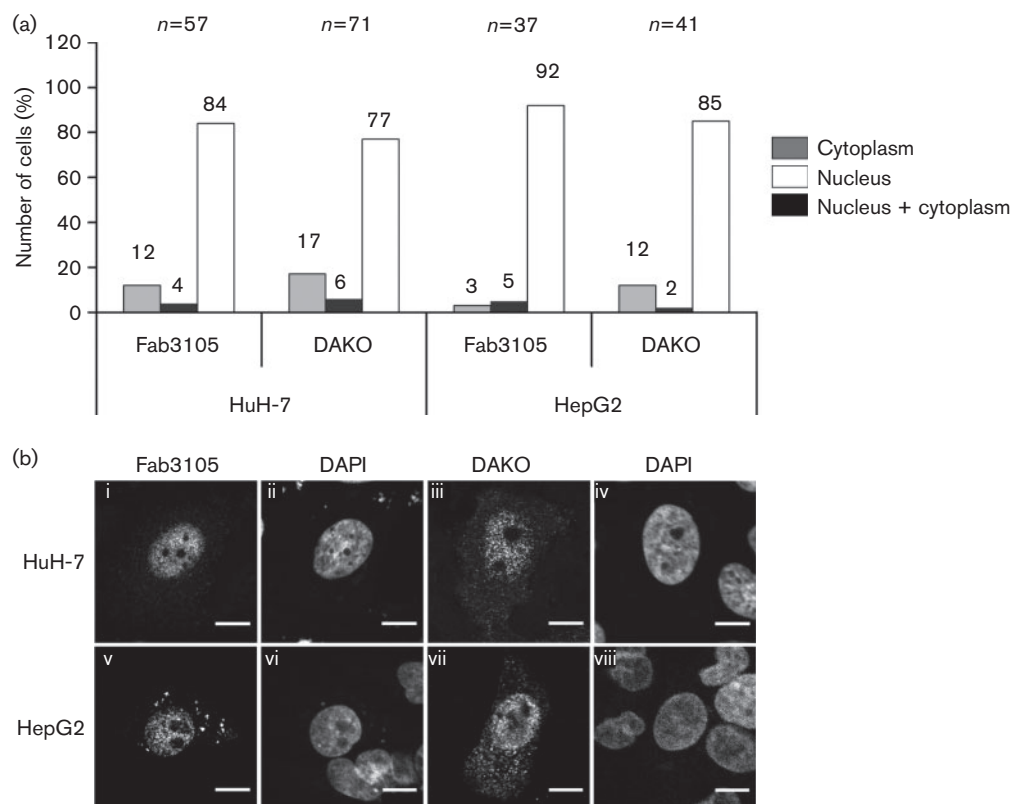 (a)
n=57 n=71 n=37 n=41
120
100
80
60
40
20
0
Number of cells (%)
12 4 84 17 6 77 3 5 92 12 2 85
Cytoplasm
Nucleus
Nucleus + cytoplasm
Fab3105 DAKO Fab3105 DAKO
HuH-7 HepG2
(b)
Fab3105 DAPI DAKO DAPI
i ii iii iv
HuH-7
v vi vii viii
HepG2